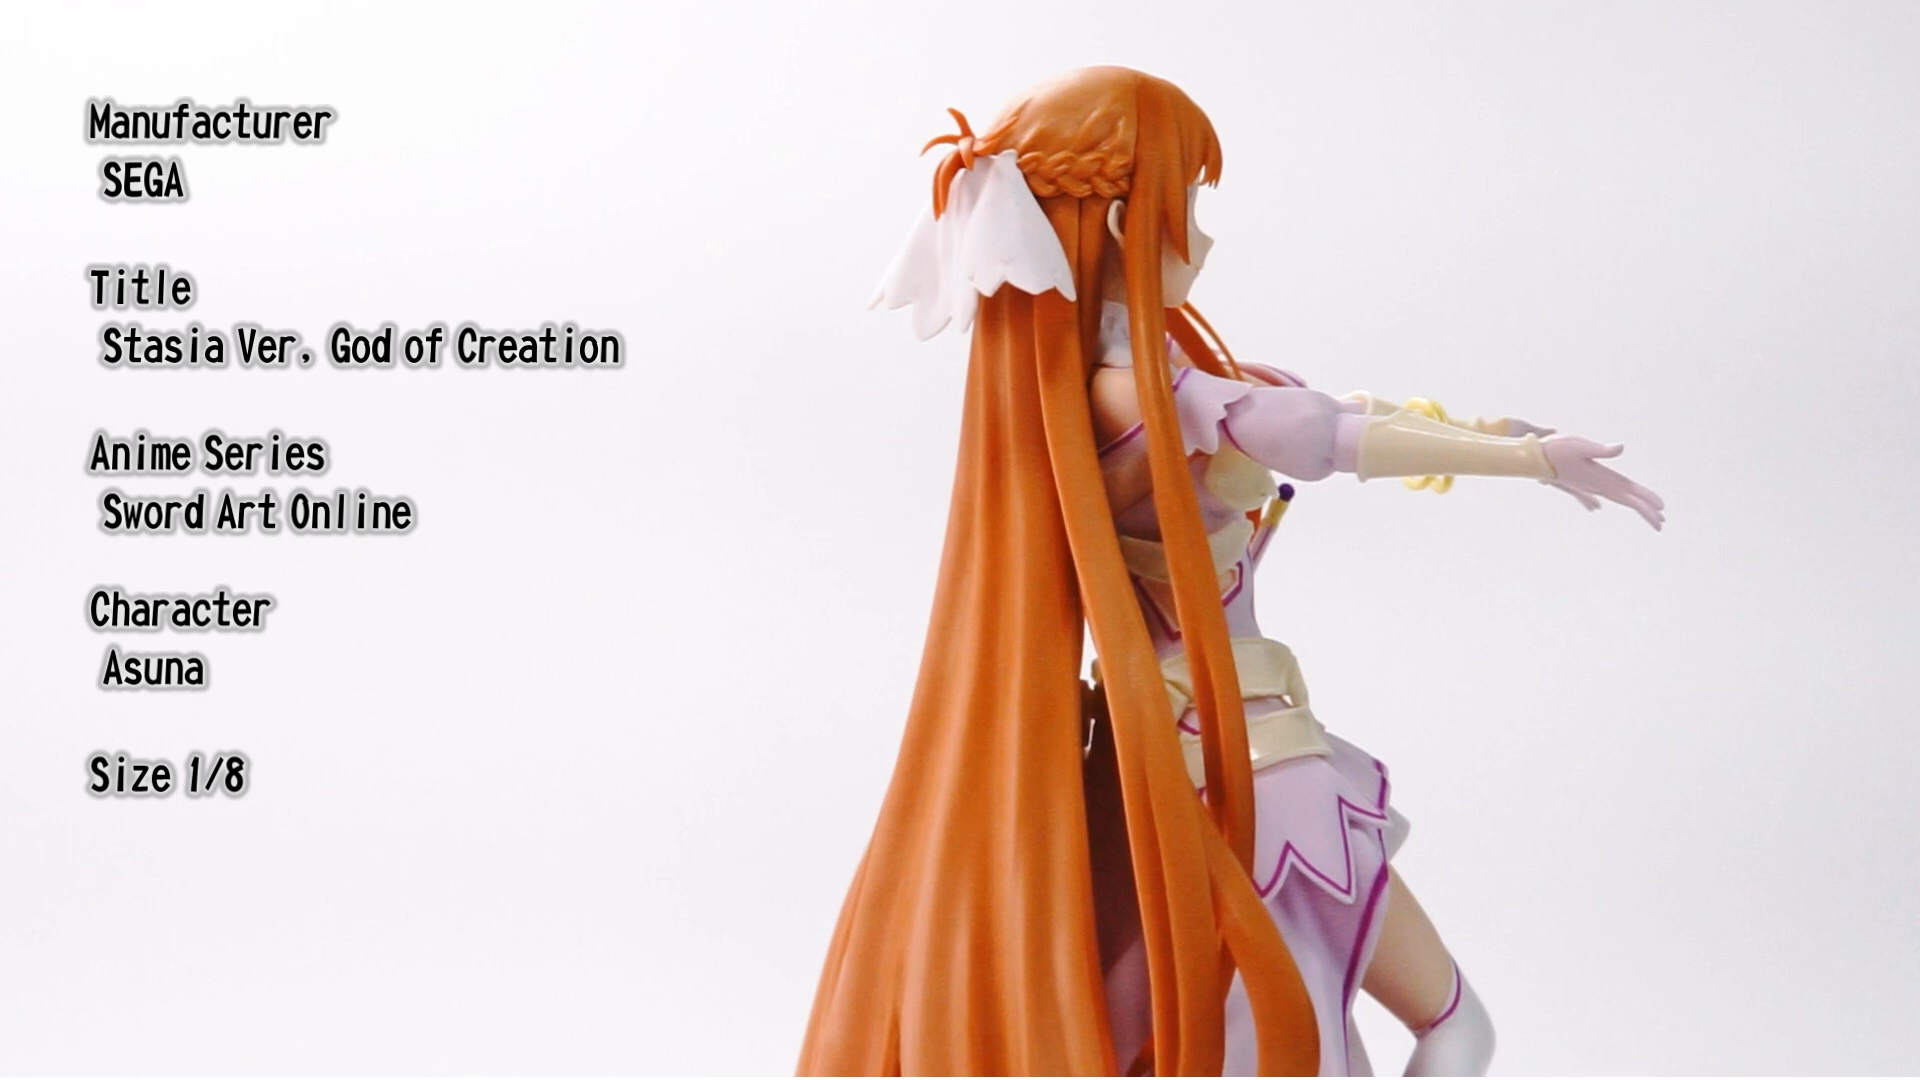 Manufacturer
SEGA
Title
Stasia Ver. God of Creation
Anime Series
Sword Art Online
Character
Asuna
Size 1/8